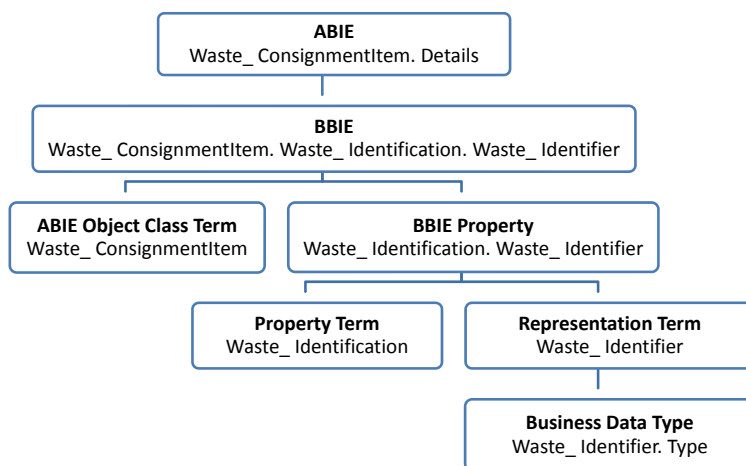 ABIE
Waste_ ConsignmentItem. Details
BBIE
Waste_ ConsignmentItem. Waste_ Identification. Waste_ Identifier
ABIE Object Class Term
Waste_ ConsignmentItem
BBIE Property
Waste_ Identification. Waste_ Identifier
Property Term
Waste_ Identification
Representation Term
Waste_ Identifier
Business Data Type
Waste_ Identifier. Type